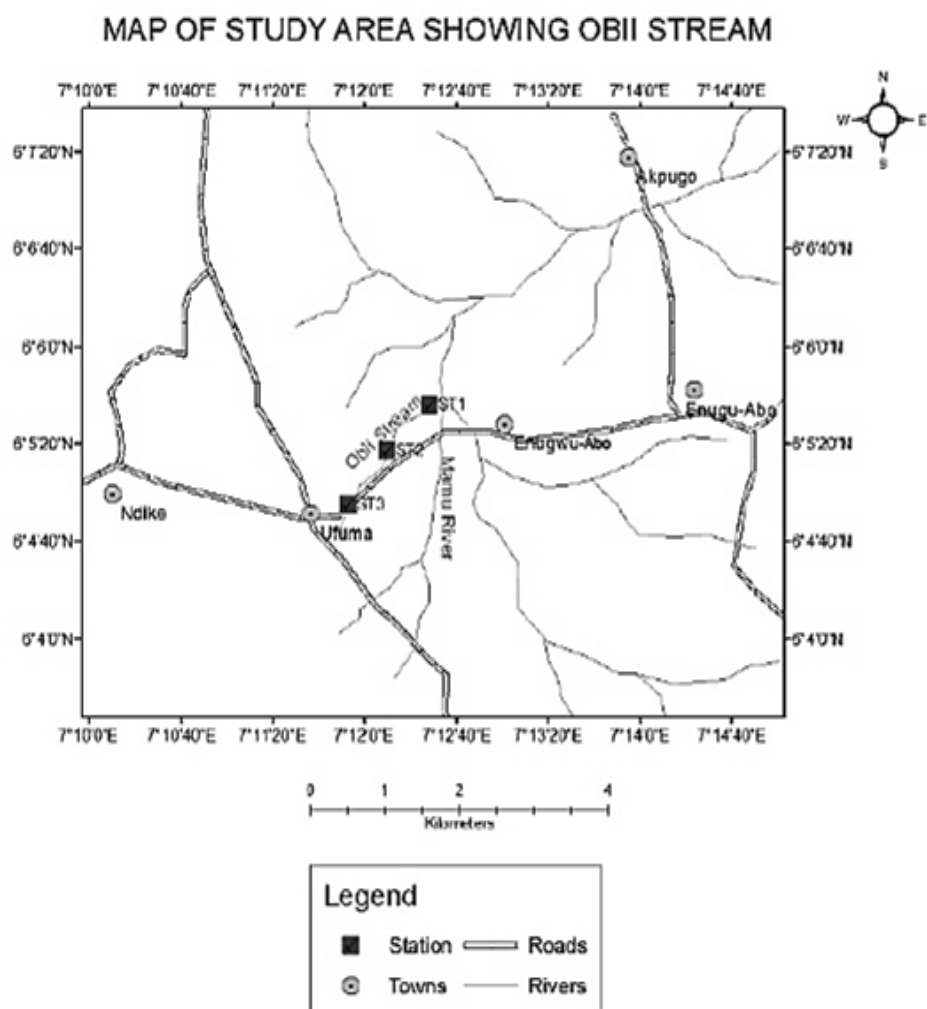 MAP OF STUDY AREA SHOWING OBII STREAM
7°10'0"E 7°10'40"E 7°11'20"E 7°12'0"E 7°12'40"E 7°13'20"E 7°14'0"E 7°14'40"E
N
W E
S
6°7'20"N 6°7'20"N
Akpugo
6°6'40"N 6°6'40"N
6°6'0"N 6°6'0"N
Obii Stream
ST1
Enugu-Abo
6°5'20"N 6°5'20"N
ST2
Enugwu-Abo
Mamu River
Ndike
ST3
Ufuma
6°4'40"N 6°4'40"N
6°4'0"N 6°4'0"N
7°10'0"E 7°10'40"E 7°11'20"E 7°12'0"E 7°12'40"E 7°13'20"E 7°14'0"E 7°14'40"E
0 1 2 4
Kilometers
Legend
Station Roads
Towns Rivers